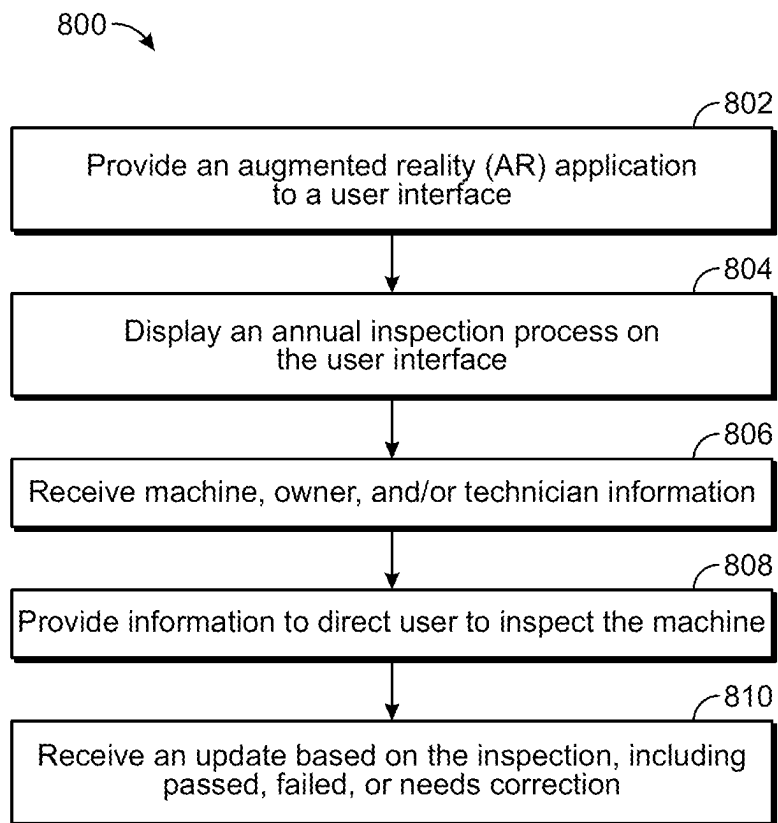 800
802
Provide an augmented reality (AR) application
to a user interface
804
Display an annual inspection process on
the user interface
806
Receive machine, owner, and/or technician information
808
Provide information to direct user to inspect the machine
810
Receive an update based on the inspection, including
passed, failed, or needs correction